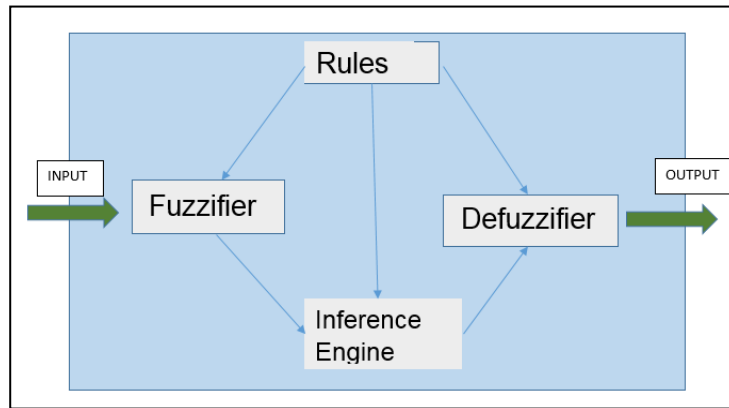 Rules
INPUT
OUTPUT
Fuzzifier
Defuzzifier
Inference
Engine